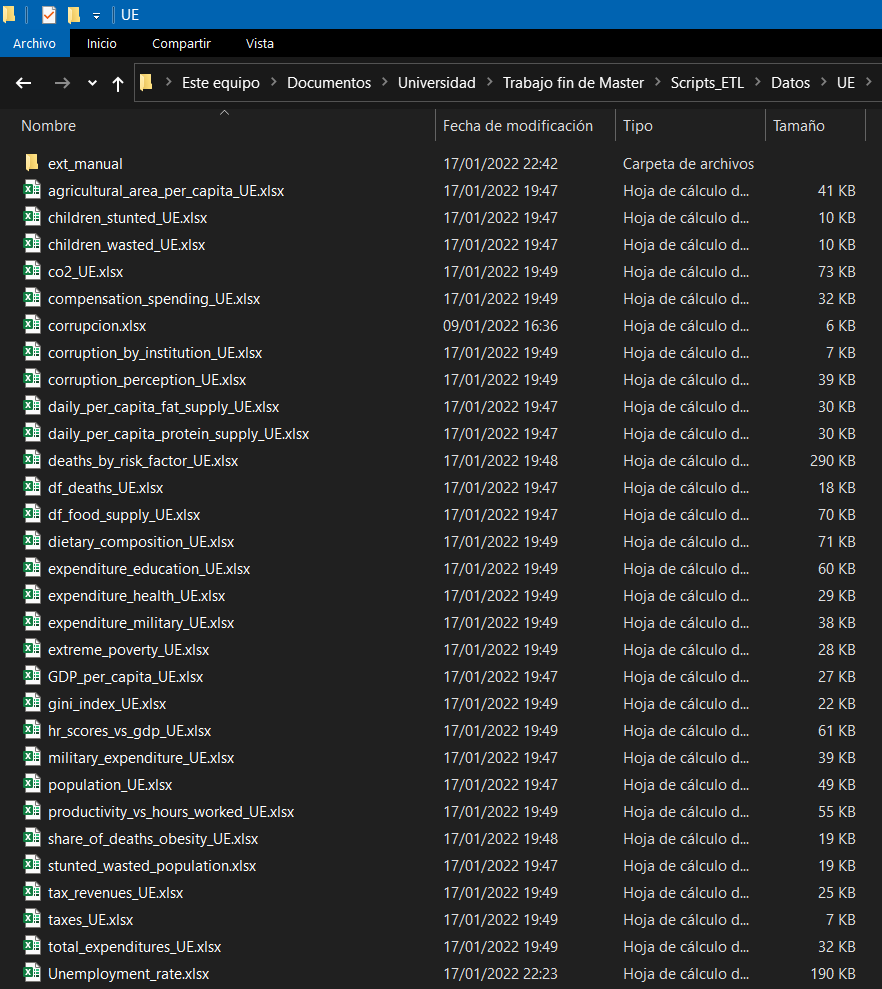 UE
Archivo Inicio Compartir Vista
Este equipo Documentos Universidad Trabajo fin de Master Scripts_ETL Datos UE
Nombre Fecha de modificación Tipo Tamaño
ext_manual 17/01/2022 22:42 Carpeta de archivos
agricultural_area_per_capita_UE.xlsx 17/01/2022 19:47 Hoja de cálculo d... 41 KB
children_stunted_UE.xlsx 17/01/2022 19:47 Hoja de cálculo d... 10 KB
children_wasted_UE.xlsx 17/01/2022 19:47 Hoja de cálculo d... 10 KB
co2_UE.xlsx 17/01/2022 19:49 Hoja de cálculo d... 73 KB
compensation_spending_UE.xlsx 17/01/2022 19:49 Hoja de cálculo d... 32 KB
corrupcion.xlsx 09/01/2022 16:36 Hoja de cálculo d... 6 KB
corruption_by_institution_UE.xlsx 17/01/2022 19:49 Hoja de cálculo d... 7 KB
corruption_perception_UE.xlsx 17/01/2022 19:49 Hoja de cálculo d... 39 KB
daily_per_capita_fat_supply_UE.xlsx 17/01/2022 19:47 Hoja de cálculo d... 30 KB
daily_per_capita_protein_supply_UE.xlsx 17/01/2022 19:47 Hoja de cálculo d... 30 KB
deaths_by_risk_factor_UE.xlsx 17/01/2022 19:48 Hoja de cálculo d... 290 KB
df_deaths_UE.xlsx 17/01/2022 19:47 Hoja de cálculo d... 18 KB
df_food_supply_UE.xlsx 17/01/2022 19:47 Hoja de cálculo d... 70 KB
dietary_composition_UE.xlsx 17/01/2022 19:49 Hoja de cálculo d... 71 KB
expenditure_education_UE.xlsx 17/01/2022 19:49 Hoja de cálculo d... 60 KB
expenditure_health_UE.xlsx 17/01/2022 19:49 Hoja de cálculo d... 29 KB
expenditure_military_UE.xlsx 17/01/2022 19:49 Hoja de cálculo d... 38 KB
extreme_poverty_UE.xlsx 17/01/2022 19:49 Hoja de cálculo d... 28 KB
GDP_per_capita_UE.xlsx 17/01/2022 19:47 Hoja de cálculo d... 27 KB
gini_index_UE.xlsx 17/01/2022 19:49 Hoja de cálculo d... 22 KB
hr_scores_vs_gdp_UE.xlsx 17/01/2022 19:49 Hoja de cálculo d... 61 KB
military_expenditure_UE.xlsx 17/01/2022 19:47 Hoja de cálculo d... 39 KB
population_UE.xlsx 17/01/2022 19:47 Hoja de cálculo d... 49 KB
productivity_vs_hours_worked_UE.xlsx 17/01/2022 19:49 Hoja de cálculo d... 55 KB
share_of_deaths_obesity_UE.xlsx 17/01/2022 19:48 Hoja de cálculo d... 19 KB
stunted_wasted_population.xlsx 17/01/2022 19:47 Hoja de cálculo d... 19 KB
tax_revenues_UE.xlsx 17/01/2022 19:49 Hoja de cálculo d... 25 KB
taxes_UE.xlsx 17/01/2022 19:49 Hoja de cálculo d... 7 KB
total_expenditures_UE.xlsx 17/01/2022 19:49 Hoja de cálculo d... 32 KB
Unemployment_rate.xlsx 17/01/2022 22:23 Hoja de cálculo d... 190 KB